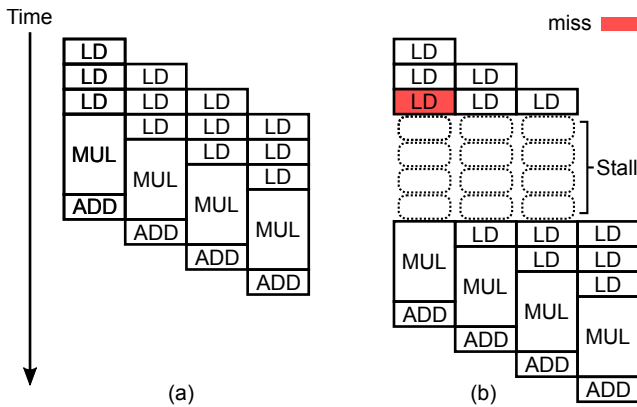 Time
miss
LD LD
LD LD LD LD
LD LD LD LD LD LD
LD LD LD
MUL LD LD
Stall
MUL LD
ADD MUL
ADD MUL LD LD LD
ADD MUL LD LD
ADD MUL LD
ADD MUL MUL
ADD
ADD
ADD
(a) (b)